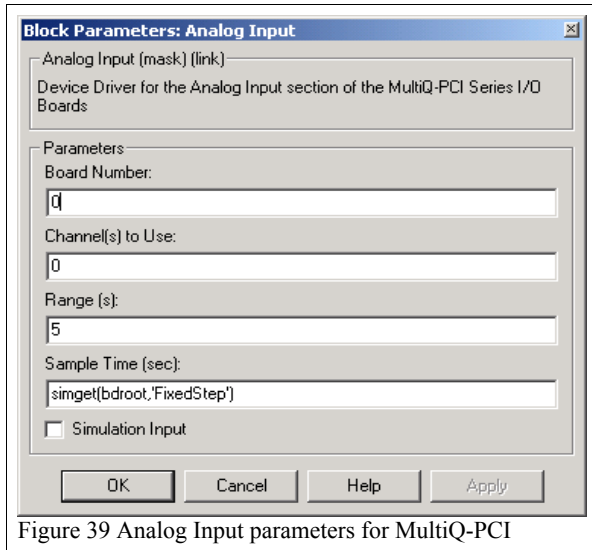 Block Parameters: Analog Input
Analog Input (mask) (link)
Device Driver for the Analog Input section of the MultiQ-PCI Series I/O
Boards
Parameters
Board Number:
0
Channel(s) to Use:
0
Range (s):
5
Sample Time (sec):
simget(bdroot,'FixedStep')
Simulation Input
OK Cancel Help Apply
Figure 39 Analog Input parameters for MultiQ-PCI